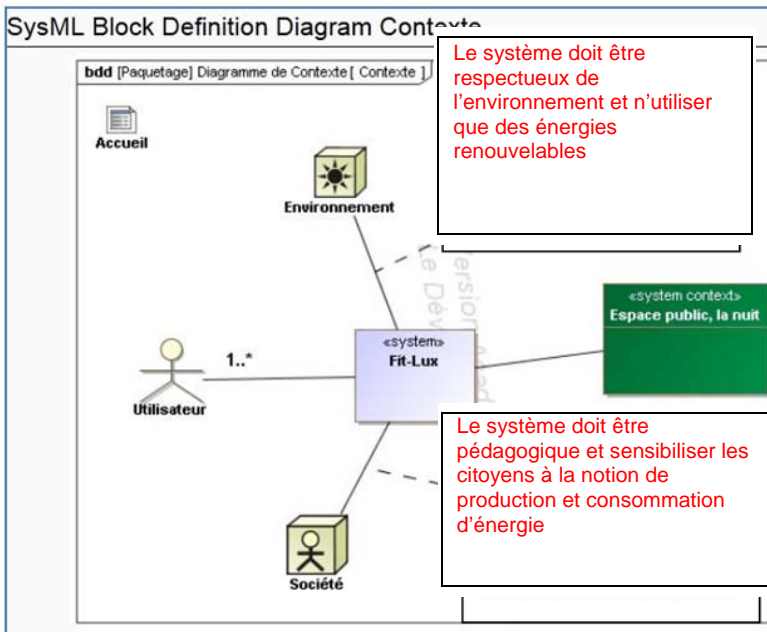 SysML Block Definition Diagram Contexte
bdd [Paquetage] Diagramme de Contexte [ Contexte ]
Accueil
Le système doit être
respectueux de
l'environnement et n'utiliser
que des énergies
renouvelables
Environnement
«system context»
Espace public, la nuit
«system»
Fit-Lux
1..*
Utilisateur
Le système doit être
pédagogique et sensibiliser les
citoyens à la notion de
production et consommation
d'énergie
Société